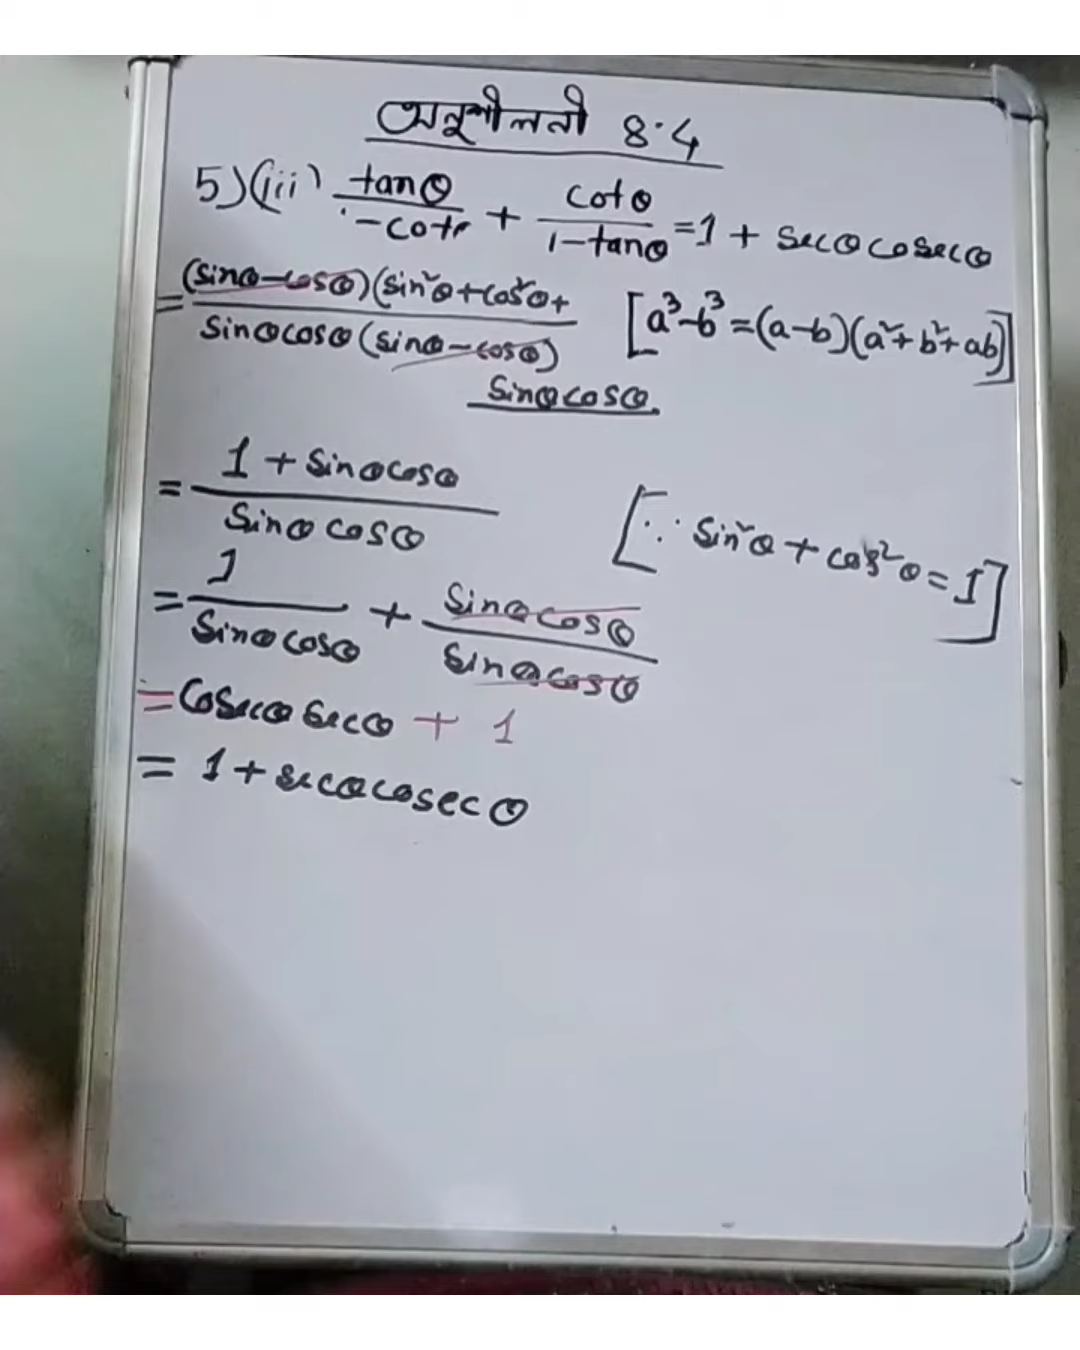 অনুশীলনী 8.4
5)(iii) tanθ/1-cotθ + cotθ/1-tanθ = 1 + secθ cosecθ
= (sinθ-cosθ)(sin²θ+cos²θ+ [a³-b³=(a-b)(a²+b²+ab)]
sinθcosθ(sinθ-cosθ)
sinθcosθ
= 1 + sinθcosθ
sinθ cosθ [∵ sin²θ + cos²θ = 1]
= 1/sinθcosθ + sinθcosθ/sinθcosθ
= cosecθ secθ + 1
= 1 + secθcosecθ